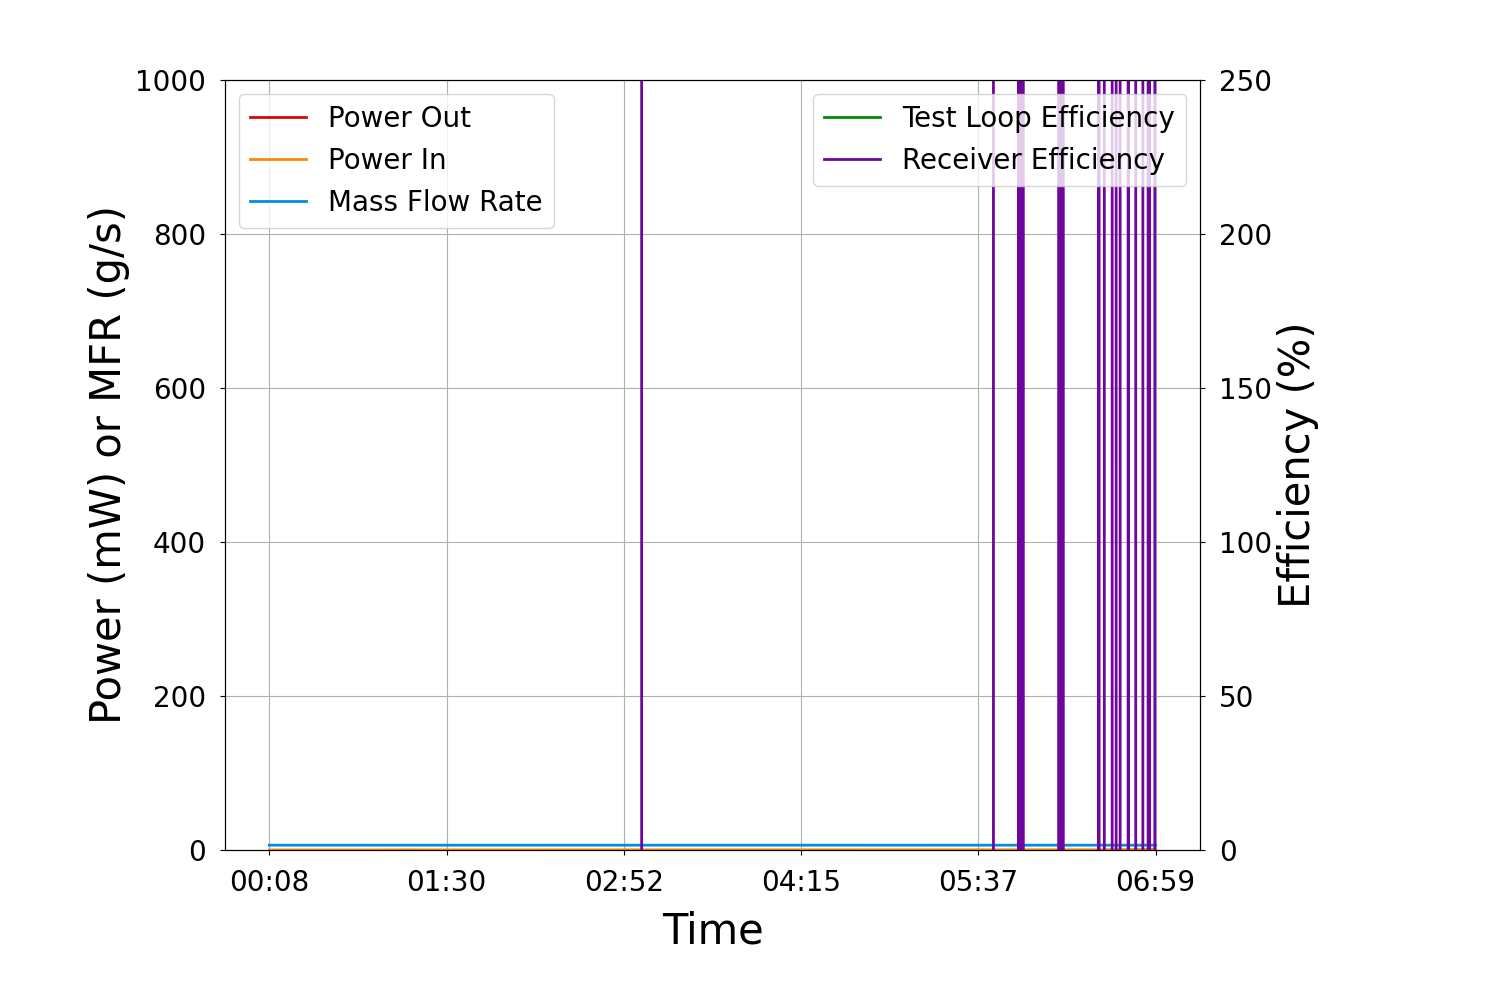 1000
800
600
400
200
0
Power (mW) or MFR (g/s)
Power Out
Power In
Mass Flow Rate
Test Loop Efficiency
Receiver Efficiency
250
200
150
100
50
0
Efficiency (%)
00:08 01:30 02:52 04:15 05:37 06:59
Time